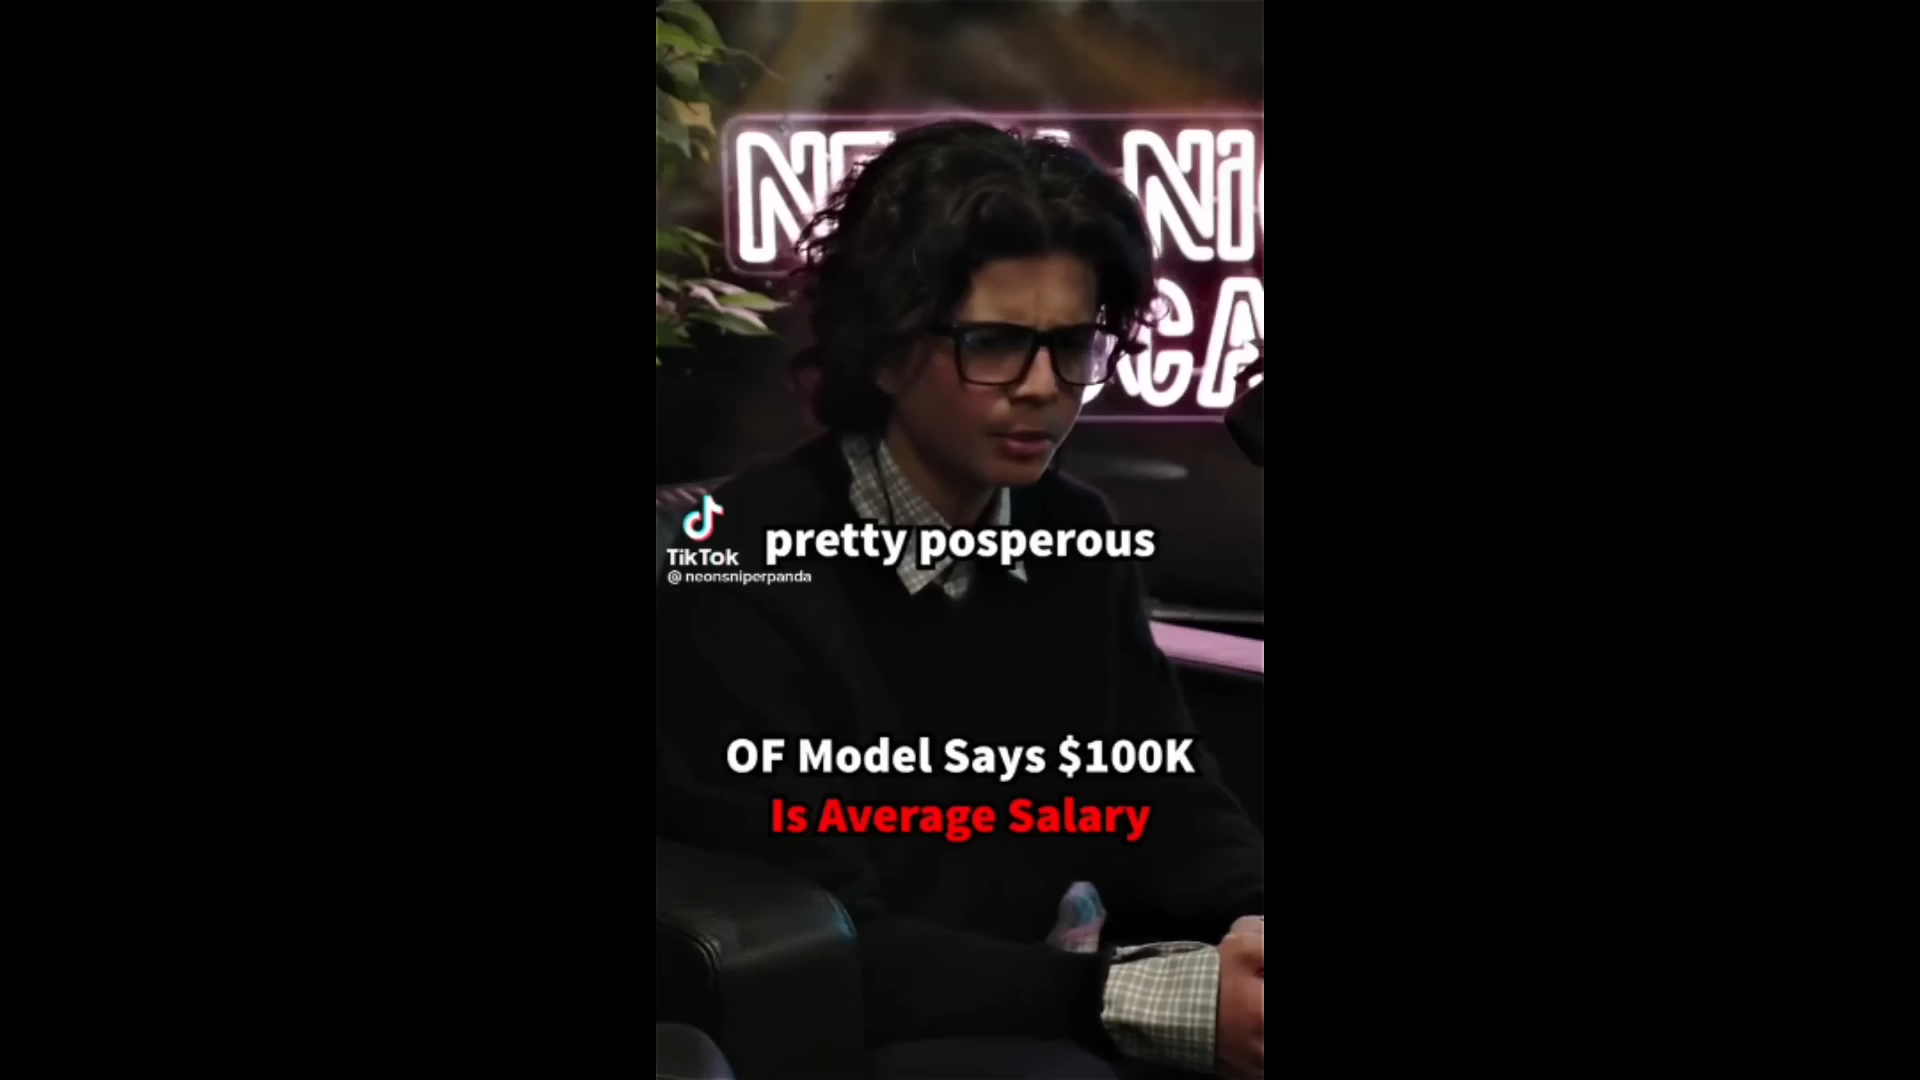 pretty posperous
TikTok
@ neonsniperpanda
OF Model Says $100K
Is Average Salary